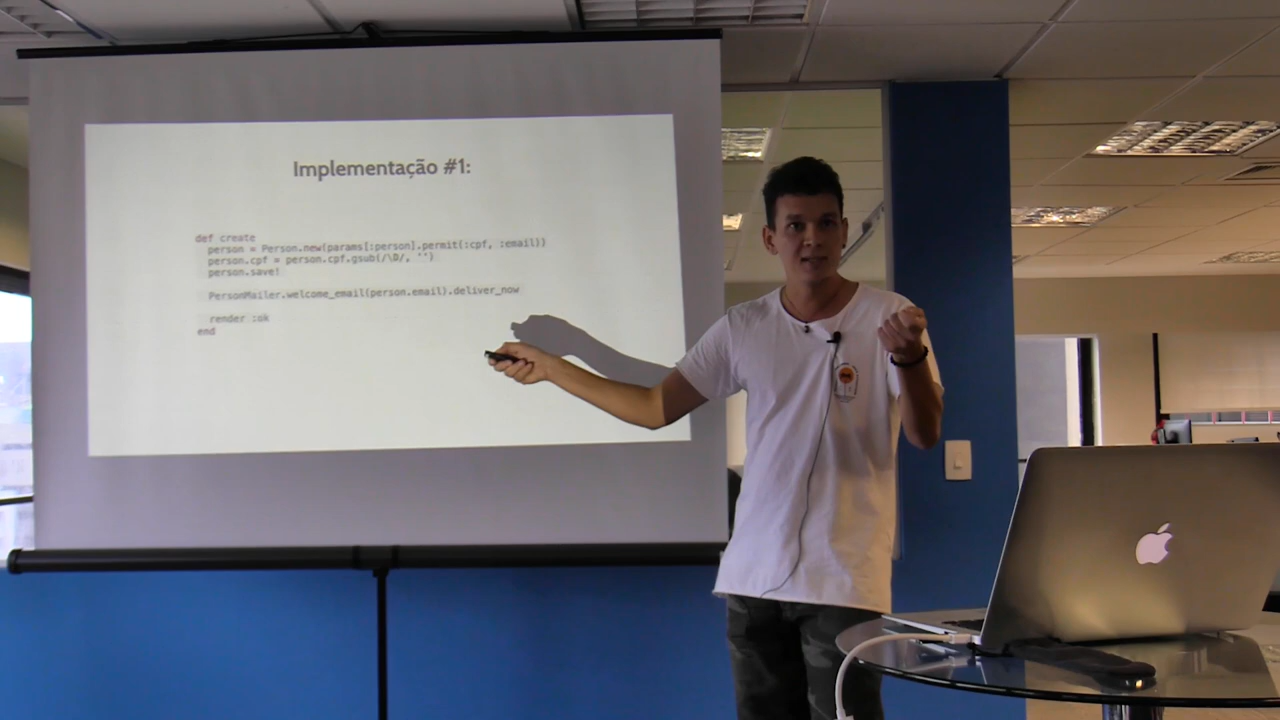 Implementação #1:
def create
person = Person.new(params[:person].permit(:cpf, :email))
person.cpf = person.cpf.gsub(/\D/, "")
person.save!
PersonMailer.welcome_email(person.email).deliver_now
render :ok
end